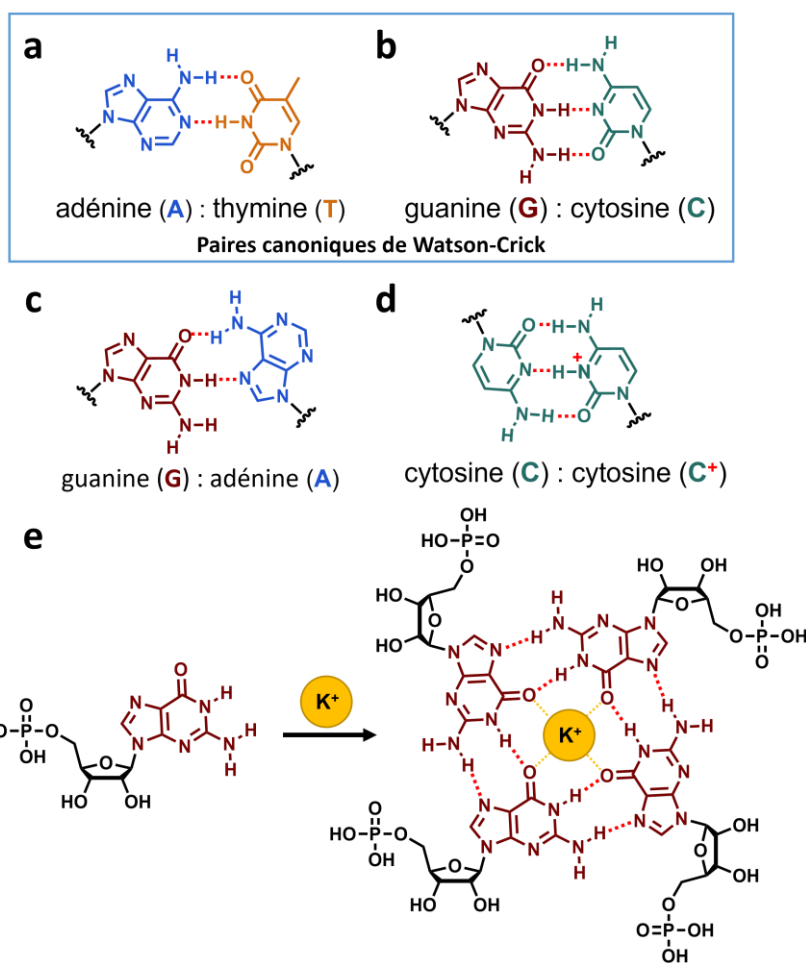 a
b
adénine (A) : thymine (T)
guanine (G) : cytosine (C)
Paires canoniques de Watson-Crick
c
d
guanine (G) : adénine (A)
cytosine (C) : cytosine (C+)
e
K+
K+